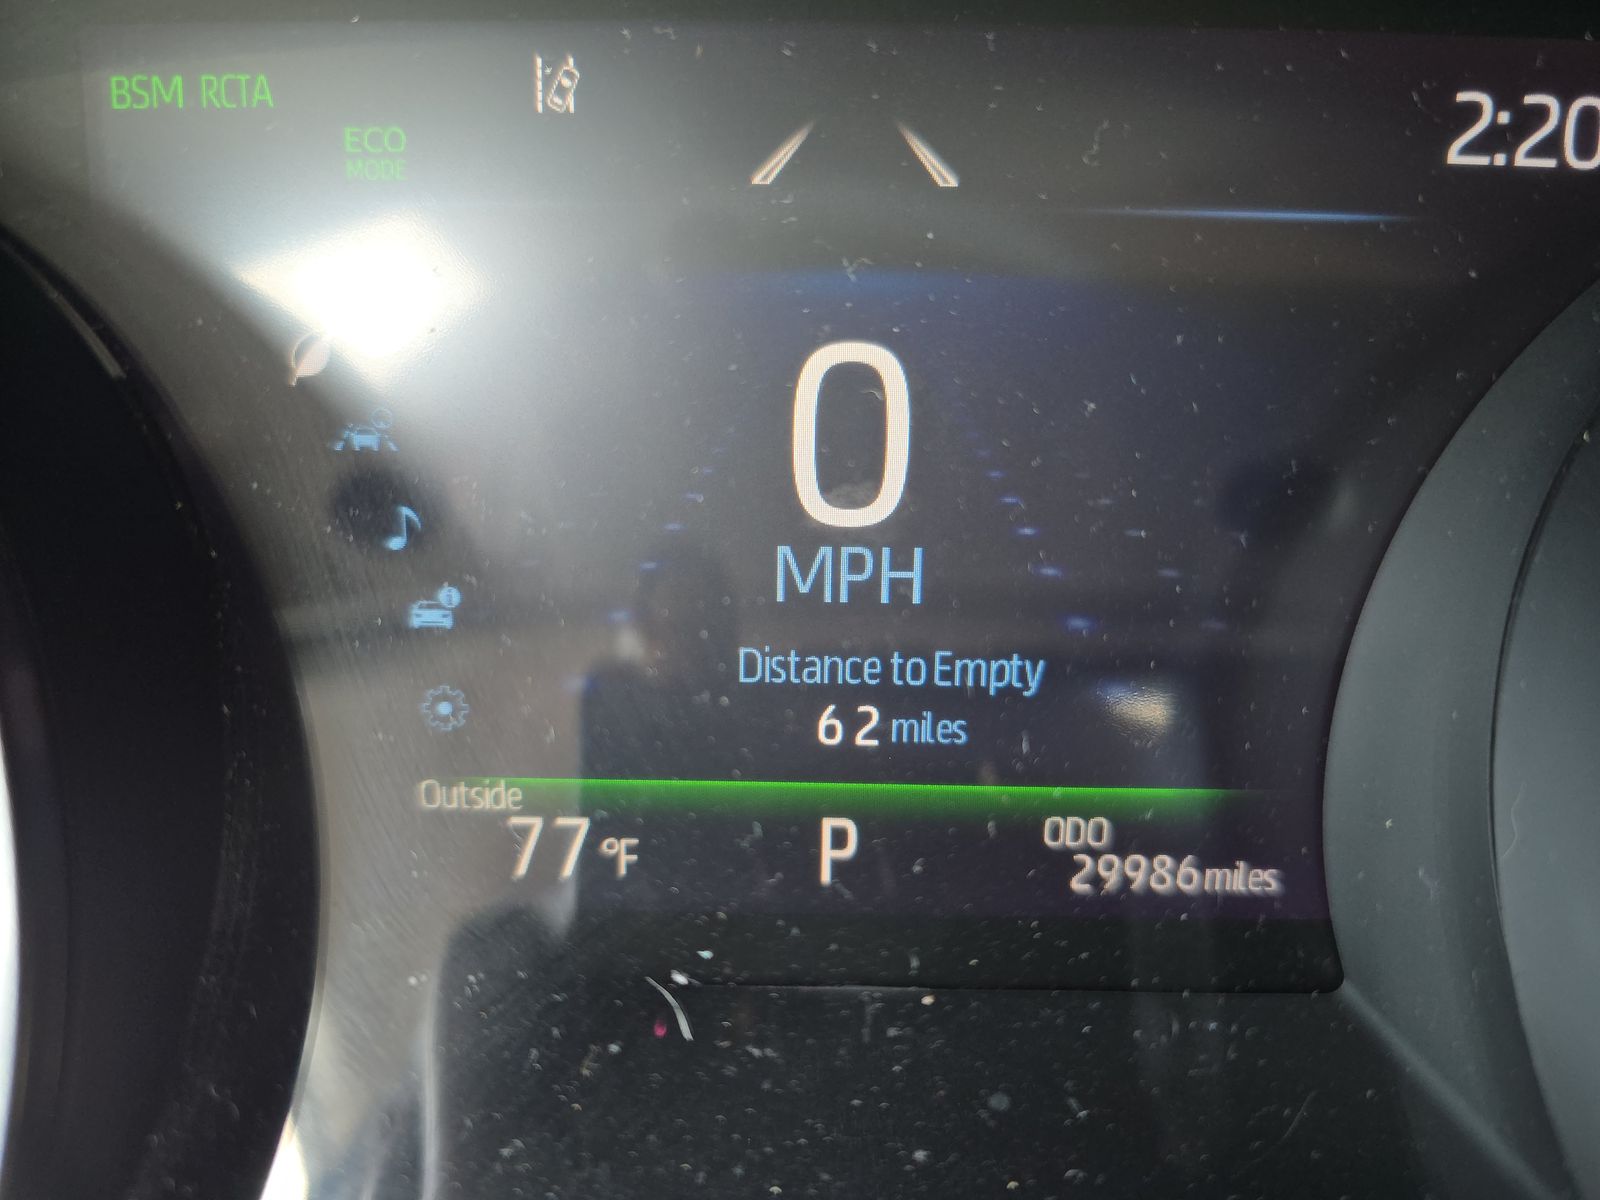 BSM RCTA
ECO
MODE
2:20
0
MPH
Distance to Empty
62 miles
Outside
77 °F
P
ODO
29986 miles